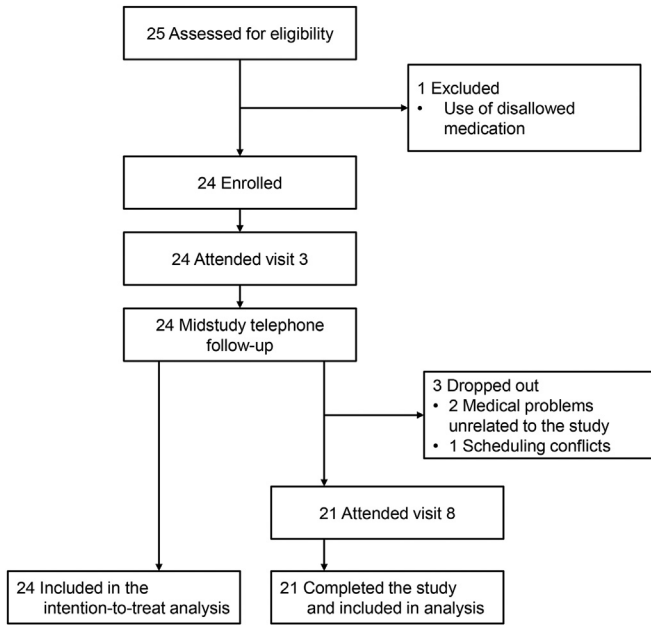 25 Assessed for eligibility
1 Excluded
• Use of disallowed
medication
24 Enrolled
24 Attended visit 3
24 Midstudy telephone
follow-up
3 Dropped out
• 2 Medical problems
unrelated to the study
• 1 Scheduling conflicts
21 Attended visit 8
24 Included in the
intention-to-treat analysis
21 Completed the study
and included in analysis